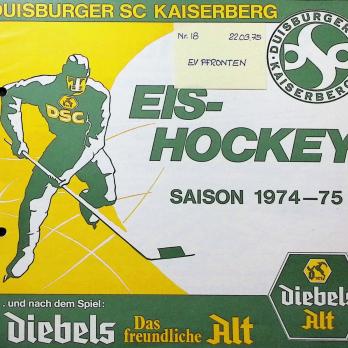 DUISBURGER SC KAISERBERG
Nr. 18 22.03.75
EV PFRONTEN
DUISBURGER
KAISERBERG
DSC
EIS-
HOCKEY
SAISON 1974–75
... und nach dem Spiel:
Diebels Das freundliche Alt
Diebels
Alt